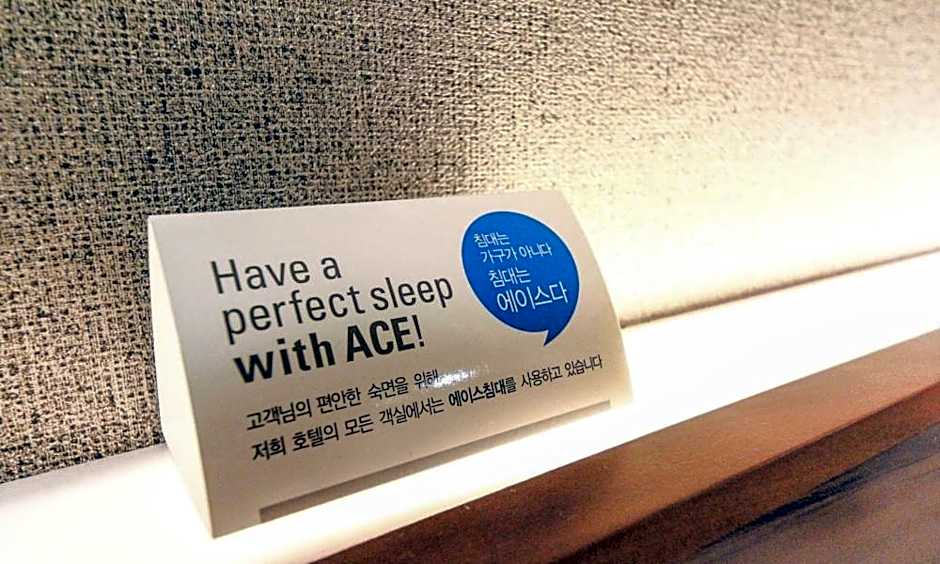 Have a
perfect sleep
with ACE!
침대는
가구가 아니다
침대는
에이스다
고객님의 편안한 숙면을 위해
저희 호텔의 모든 객실에서는 에이스침대를 사용하고 있습니다